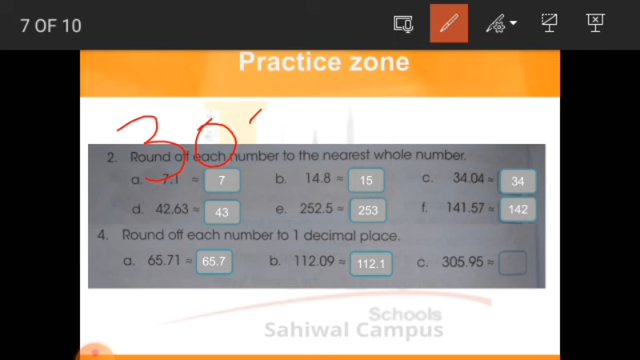 7 OF 10
Practice zone
30
2. Round off each number to the nearest whole number.
a. 7.1 ≈ 7 b. 14.8 ≈ 15 c. 34.04 ≈ 34
d. 42.63 ≈ 43 e. 252.5 ≈ 253 f. 141.57 ≈ 142
4. Round off each number to 1 decimal place.
a. 65.71 ≈ 65.7 b. 112.09 ≈ 112.1 c. 305.95 ≈
Schools
Sahiwal Campus